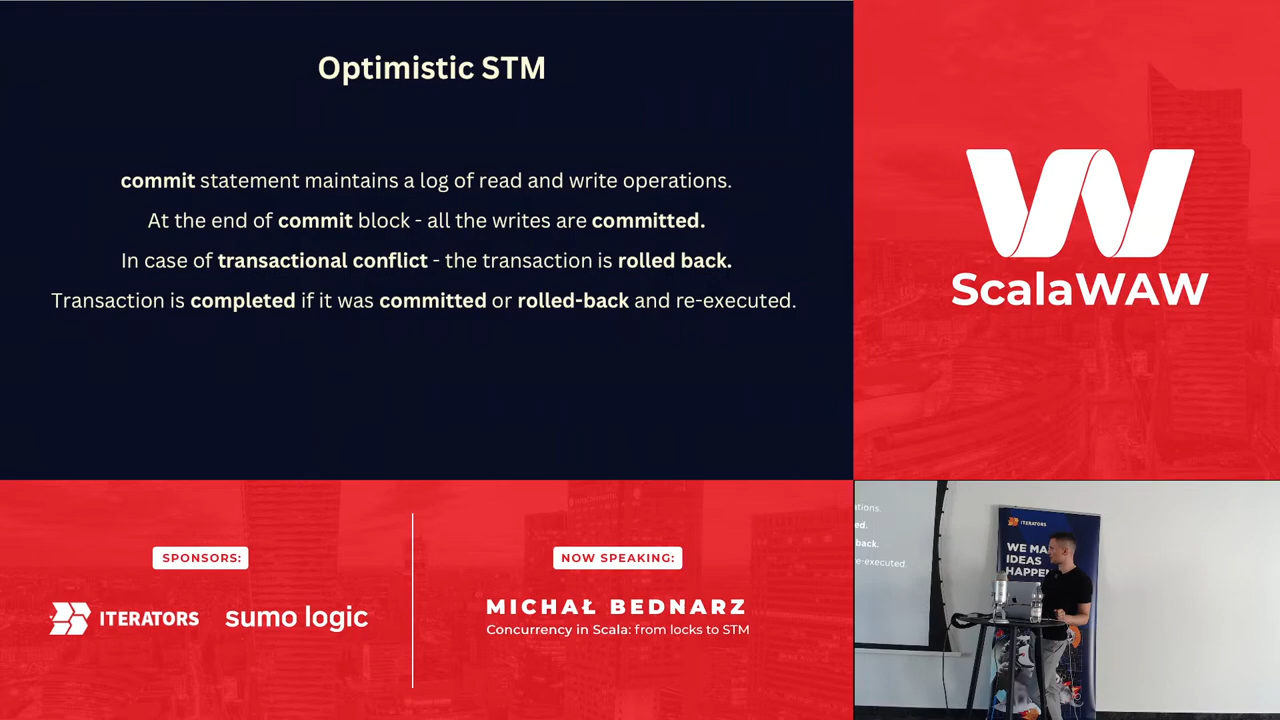 Optimistic STM
commit statement maintains a log of read and write operations.
At the end of commit block - all the writes are committed.
In case of transactional conflict - the transaction is rolled back.
Transaction is completed if it was committed or rolled-back and re-executed.
ScalaWAW
SPONSORS:
ITERATORS
sumo logic
NOW SPEAKING:
MICHAŁ BEDNARZ
Concurrency in Scala: from locks to STM
ations.
ed.
back.
re-executed.
ITERATORS
WE MA
IDEAS
HAPPEN